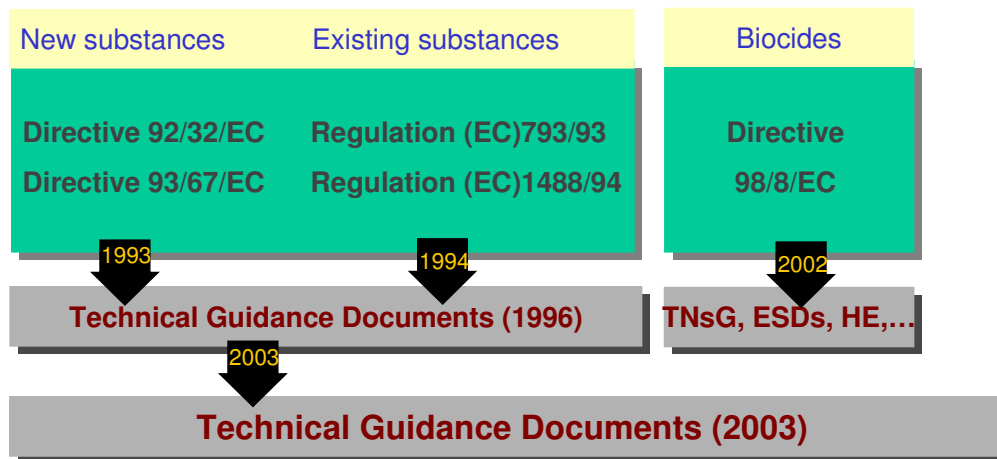 New substances
Existing substances
Biocides
Directive 92/32/EC
Regulation (EC)793/93
Directive
Directive 93/67/EC
Regulation (EC)1488/94
98/8/EC
1993
1994
2002
Technical Guidance Documents (1996)
TNsG, ESDs, HE,...
2003
Technical Guidance Documents (2003)